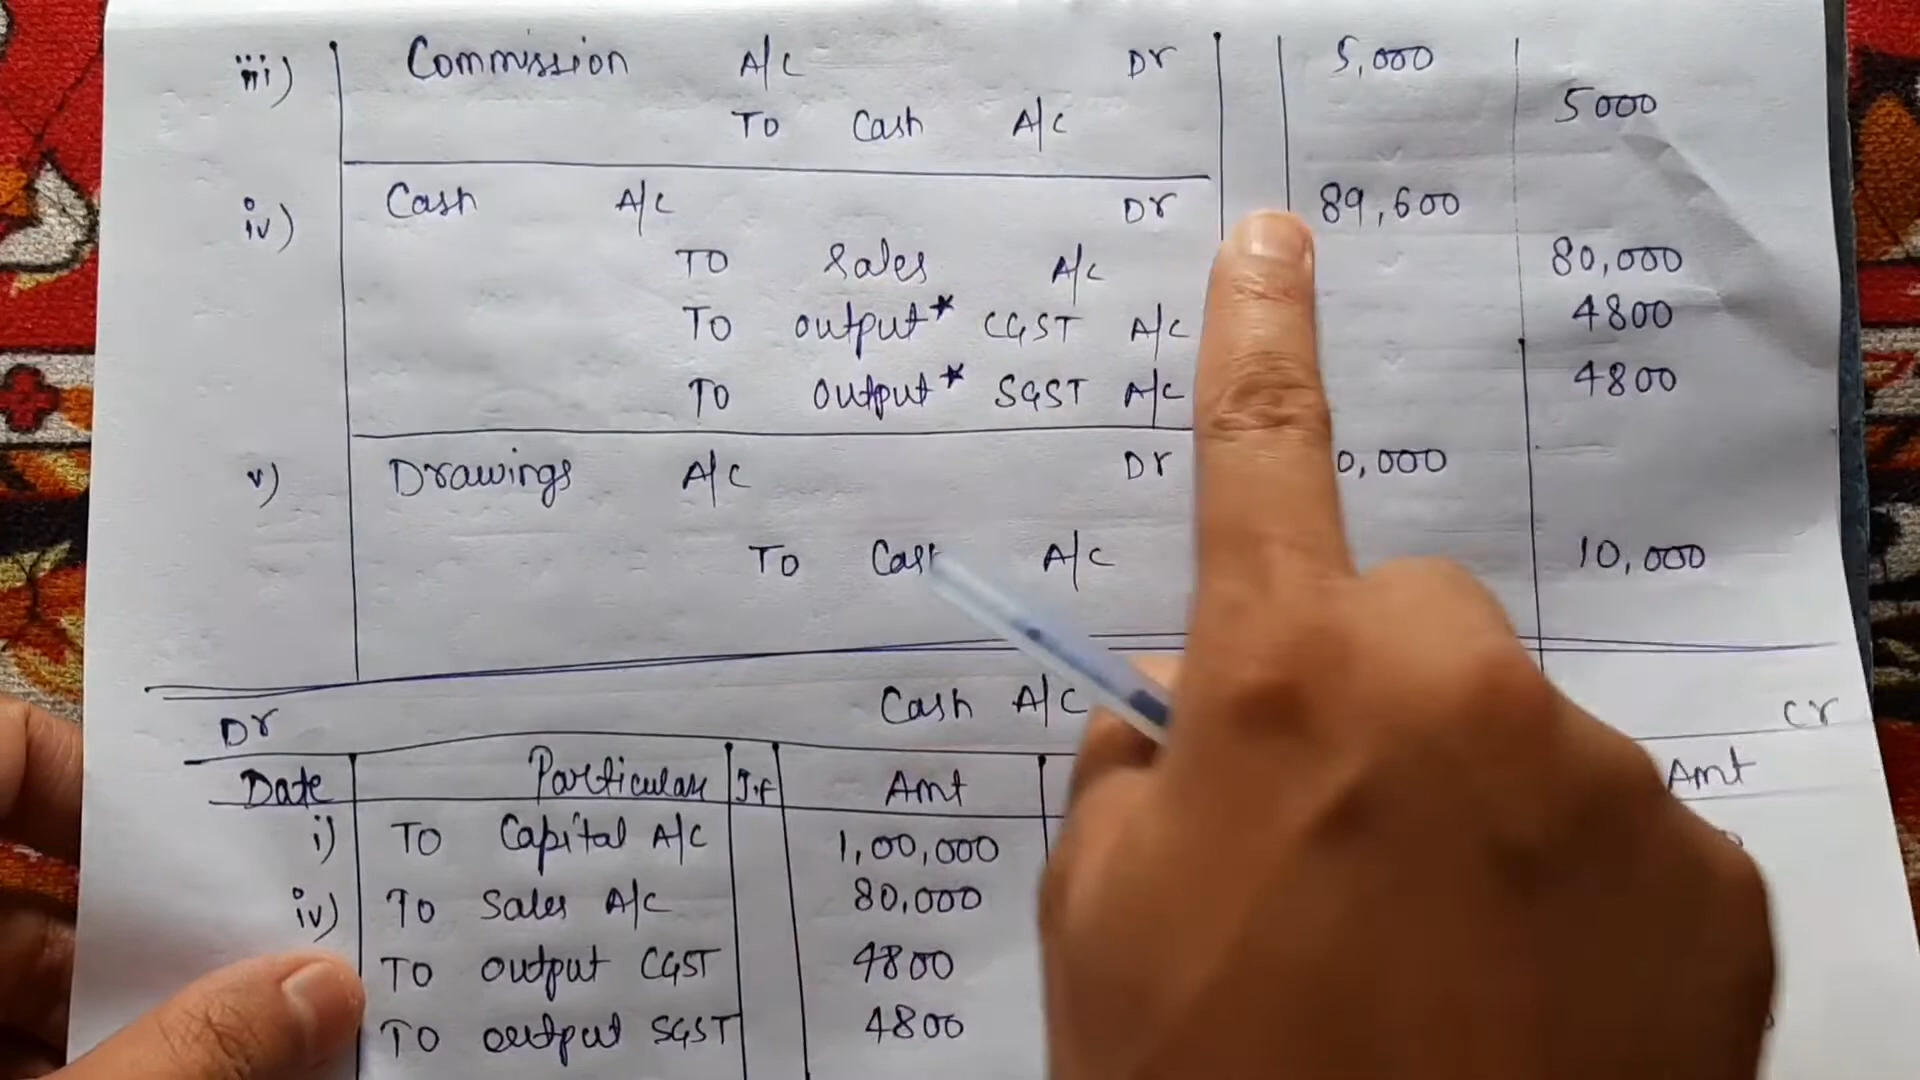 iii) Commission A/C Dr 5,000
To Cash A/C 5000
iv) Cash A/C Dr 89,600
To Sales A/C 80,000
To output* CGST A/C 4800
To output* SGST A/C 4800
v) Drawings A/C Dr 0,000
To Cash A/C 10,000
Dr Cash A/C Cr
Date Particulars J.f Amt Amt
i) To Capital A/C 1,00,000
iv) To Sales A/C 80,000
To output CGST 4800
To output SGST 4800